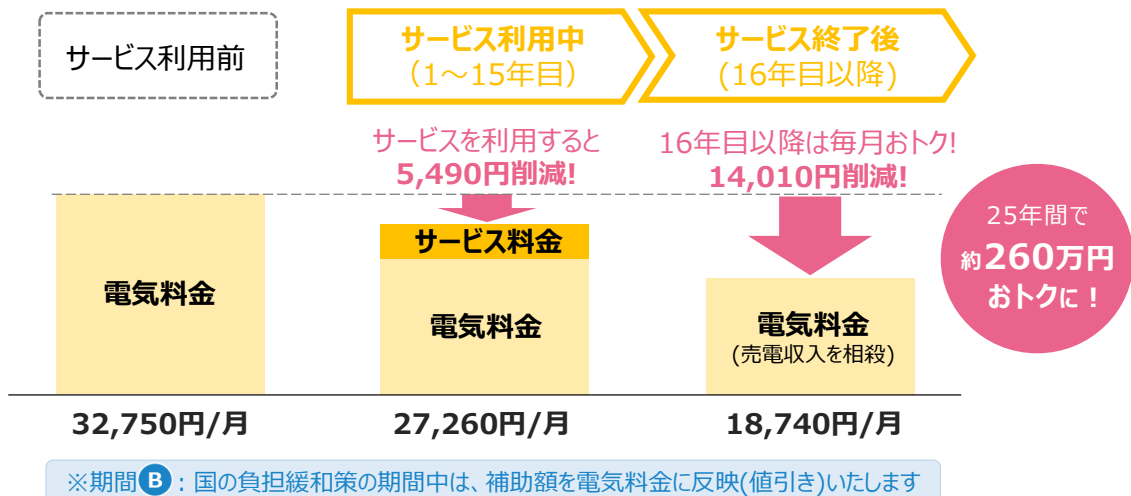 サービス利用前
サービス利用中
（1～15年目）
サービス終了後
(16年目以降)
サービスを利用すると
5,490円削減!
16年目以降は毎月おトク!
14,010円削減!
25年間で
約260万円
おトクに！
電気料金
サービス料金
電気料金
電気料金
(売電収入を相殺)
32,750円/月
27,260円/月
18,740円/月
※期間B：国の負担緩和策の期間中は、補助額を電気料金に反映(値引き)いたします